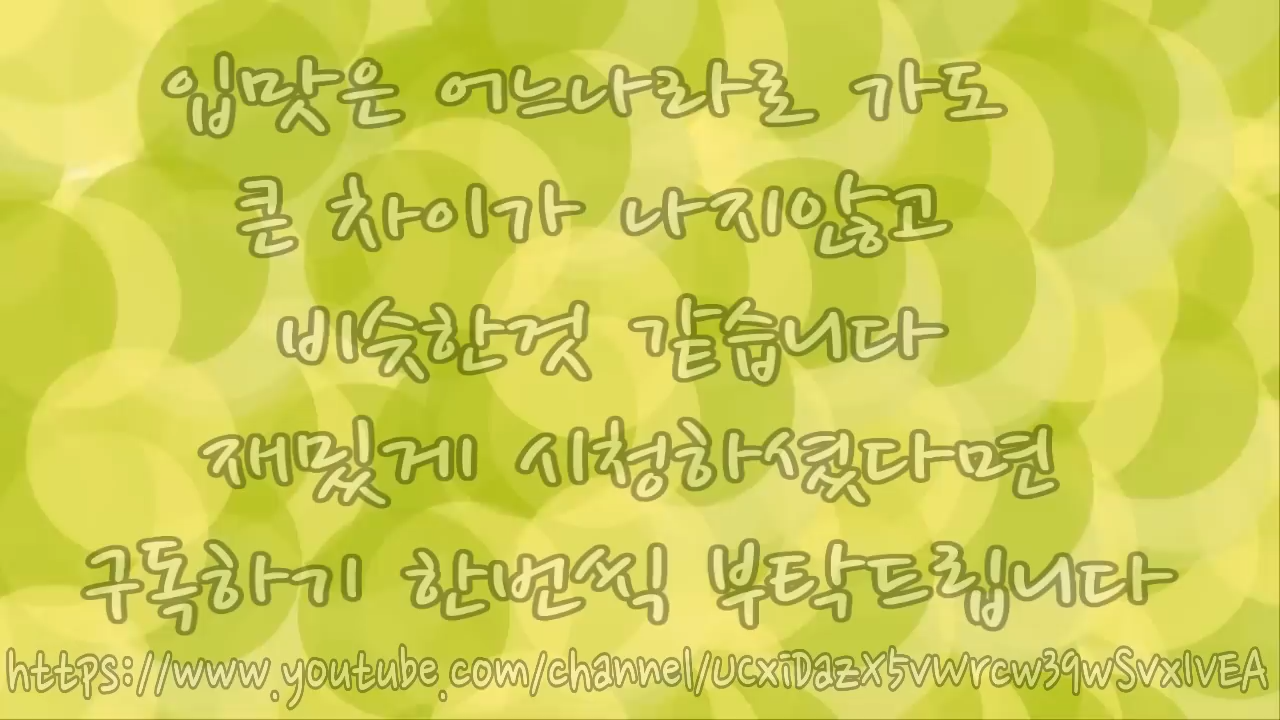 입맛은 어느나라로 가도
큰 차이가 나지않고
비슷한것 같습니다
재밌게 시청하셨다면
구독하기 한번씩 부탁드립니다
https://www.youtube.com/channel/UCxiDazX5vWrcw39wSvxIVEA